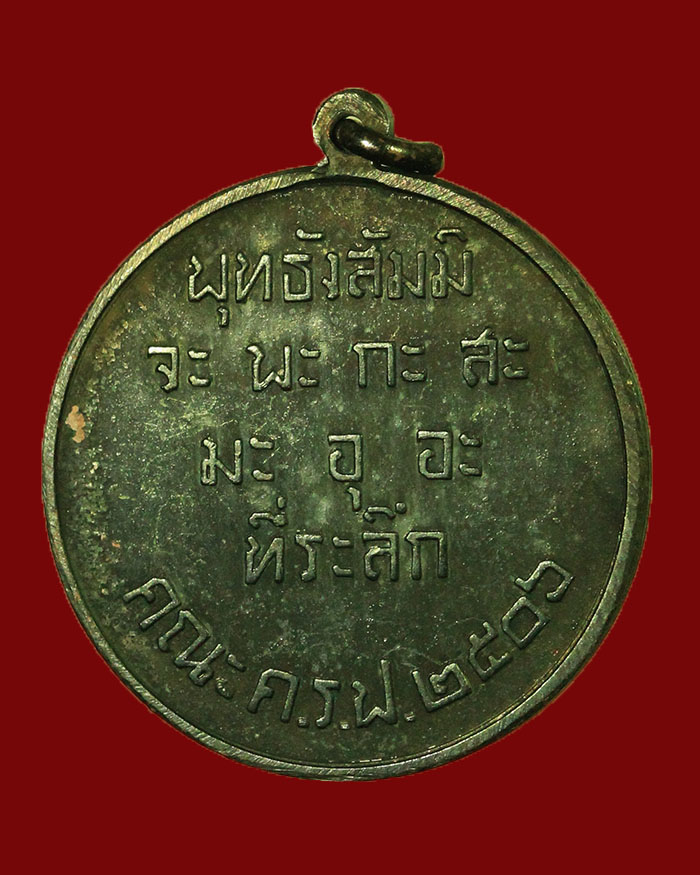 พุทธังสัมมิ
จะ พะ กะ สะ
มะ อุ อะ
ที่ระลึก
คณะ ค.ร.ฟ. ๒๕๐๖